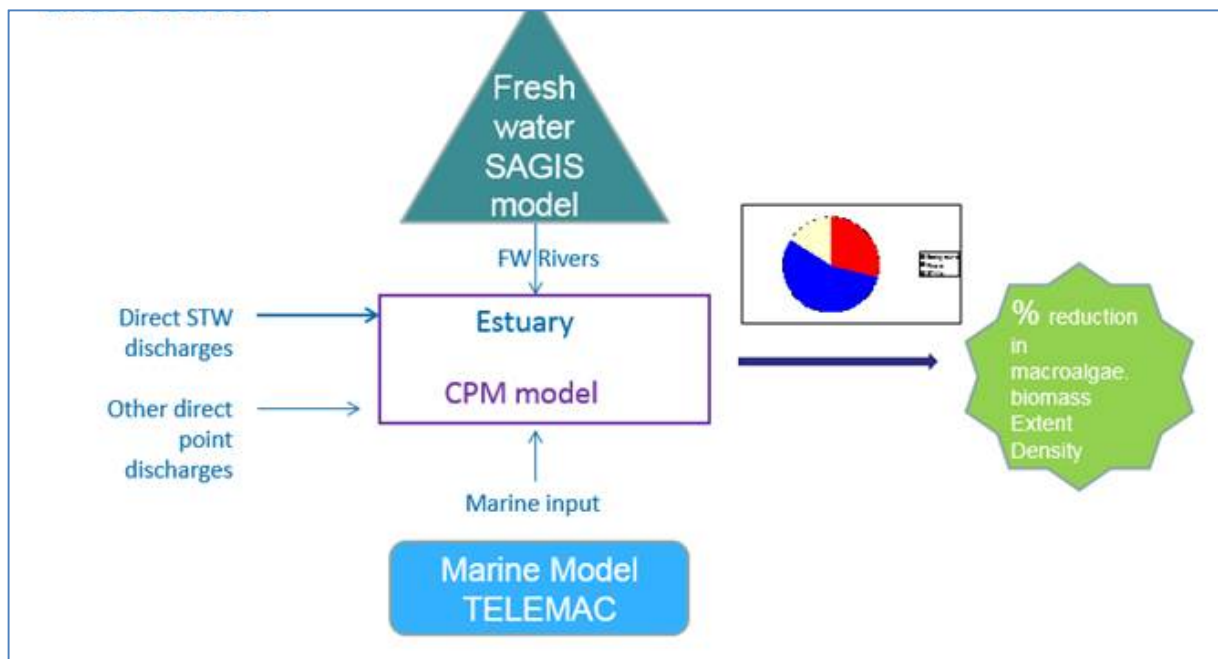 Fresh
water
SAGIS
model
FW Rivers
Direct STW
discharges
Estuary
CPM model
Other direct
point
discharges
Marine input
Marine Model
TELEMAC
% reduction
in
macroalgae.
biomass
Extent
Density